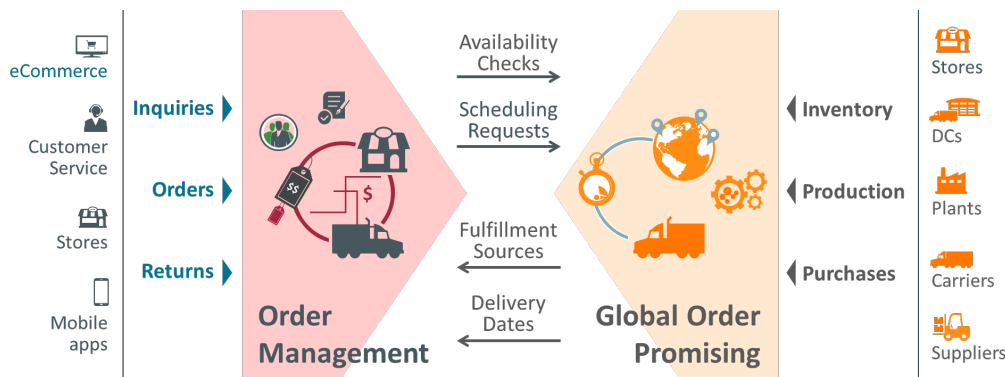 eCommerce
Customer
Service
Stores
Mobile
apps
Inquiries
Orders
Returns
$$
$
Order
Management
Availability
Checks
Scheduling
Requests
Fulfillment
Sources
Delivery
Dates
Global Order
Promising
Inventory
Production
Purchases
Stores
DCs
Plants
Carriers
Suppliers